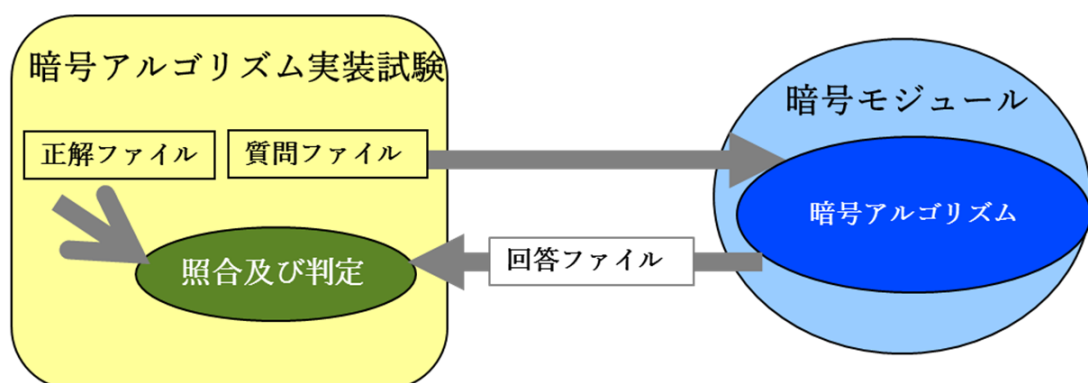 暗号アルゴリズム実装試験
正解ファイル
質問ファイル
照合及び判定
回答ファイル
暗号モジュール
暗号アルゴリズム